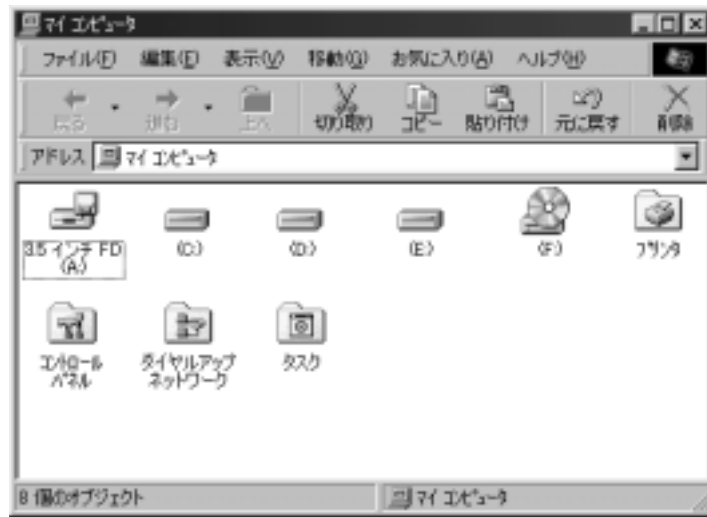 マイ コンピュータ
ファイル(F) 編集(E) 表示(V) 移動(G) お気に入り(A) ヘルプ(H)
戻る 進む 上へ 切り取り コピー 貼り付け 元に戻す 削除
アドレス マイ コンピュータ
3.5 インチ FD (C:) (D:) (E:) (F:) プリンタ
(A:)
コントロール ダイヤルアップ タスク
パネル ネットワーク
8 個のオブジェクト マイ コンピュータ